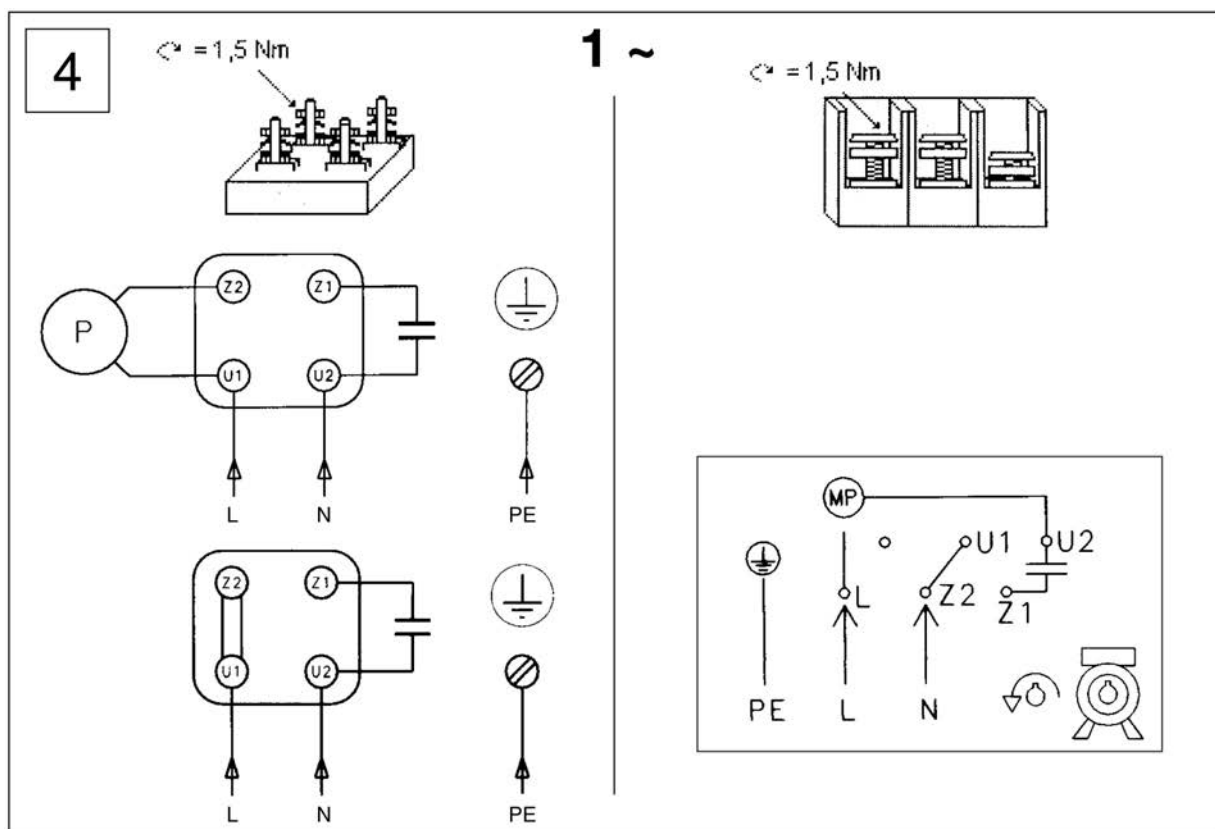 4
= 1,5 Nm
1 ~
= 1,5 Nm
Z2 Z1
P
U1 U2
L N PE
Z2 Z1
U1 U2
L N PE
MP
U1 U2
L Z2 Z1
PE L N